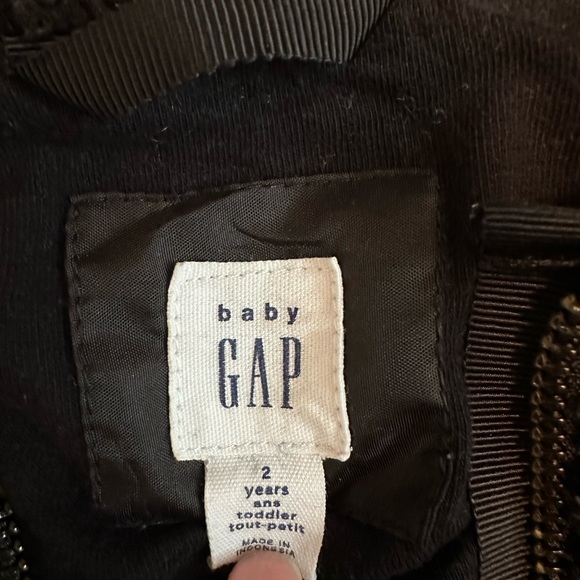 baby
GAP
2
years
ans
toddler
tout-petit
MADE IN
INDONESIA